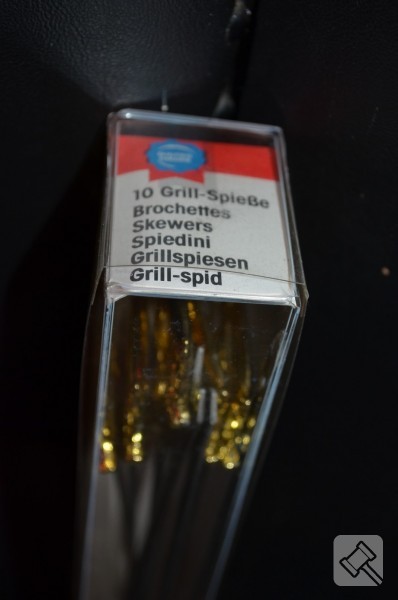 10 Grill-Spieße
Brochettes
Skewers
Spiedini
Grillspiesen
Grill-spid